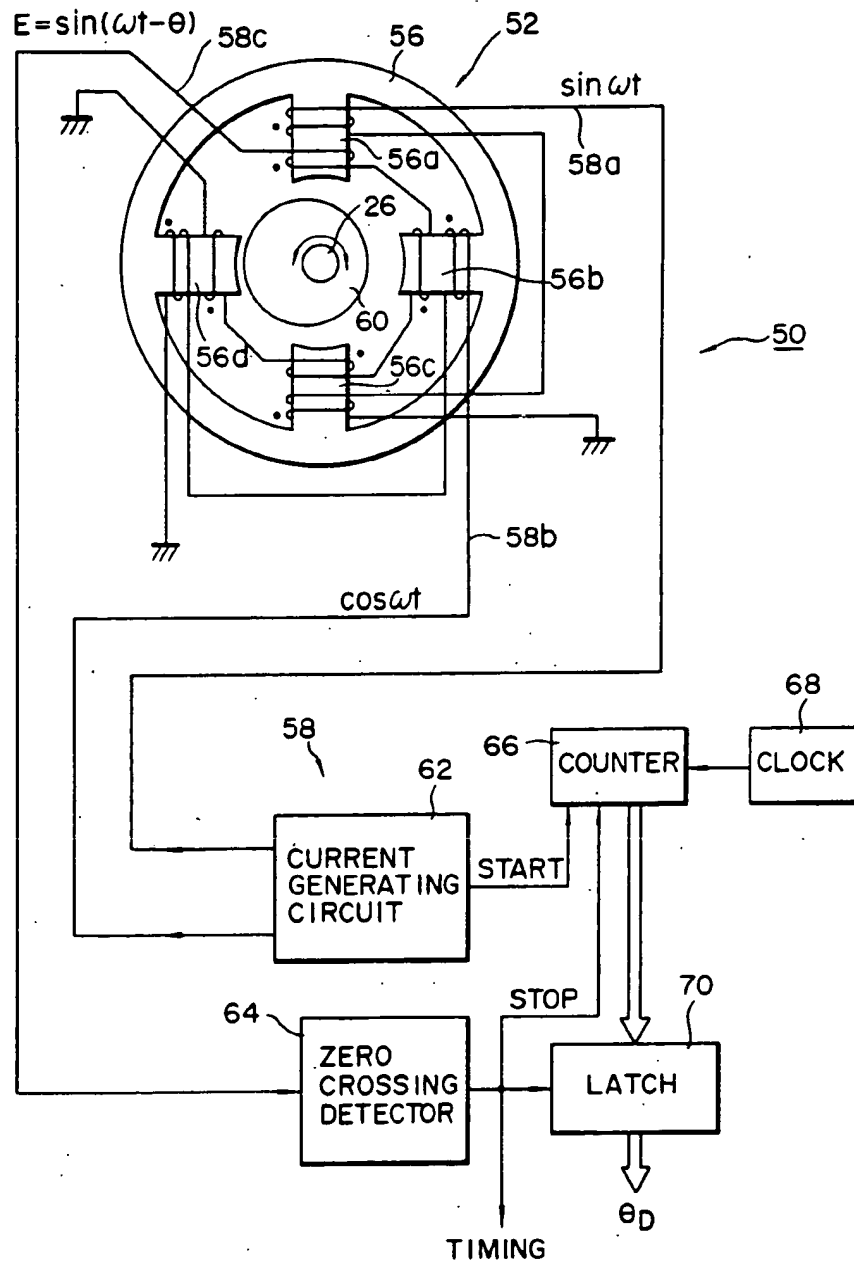 E=sin(ωt-θ)
58c
56
52
sin ωt
58a
56a
26
56b
60
50
56d
56c
58b
cos ωt
58
62
66
68
COUNTER
CLOCK
CURRENT
GENERATING
CIRCUIT
START
STOP
64
70
ZERO
CROSSING
DETECTOR
LATCH
θD
TIMING